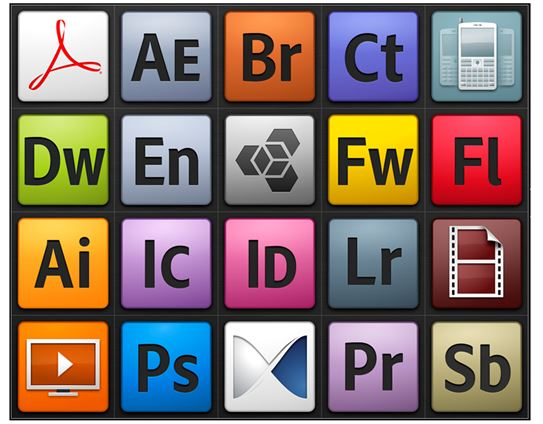 AE Br Ct
Dw En Fw Fl
Ai IC ID Lr
Ps Pr Sb